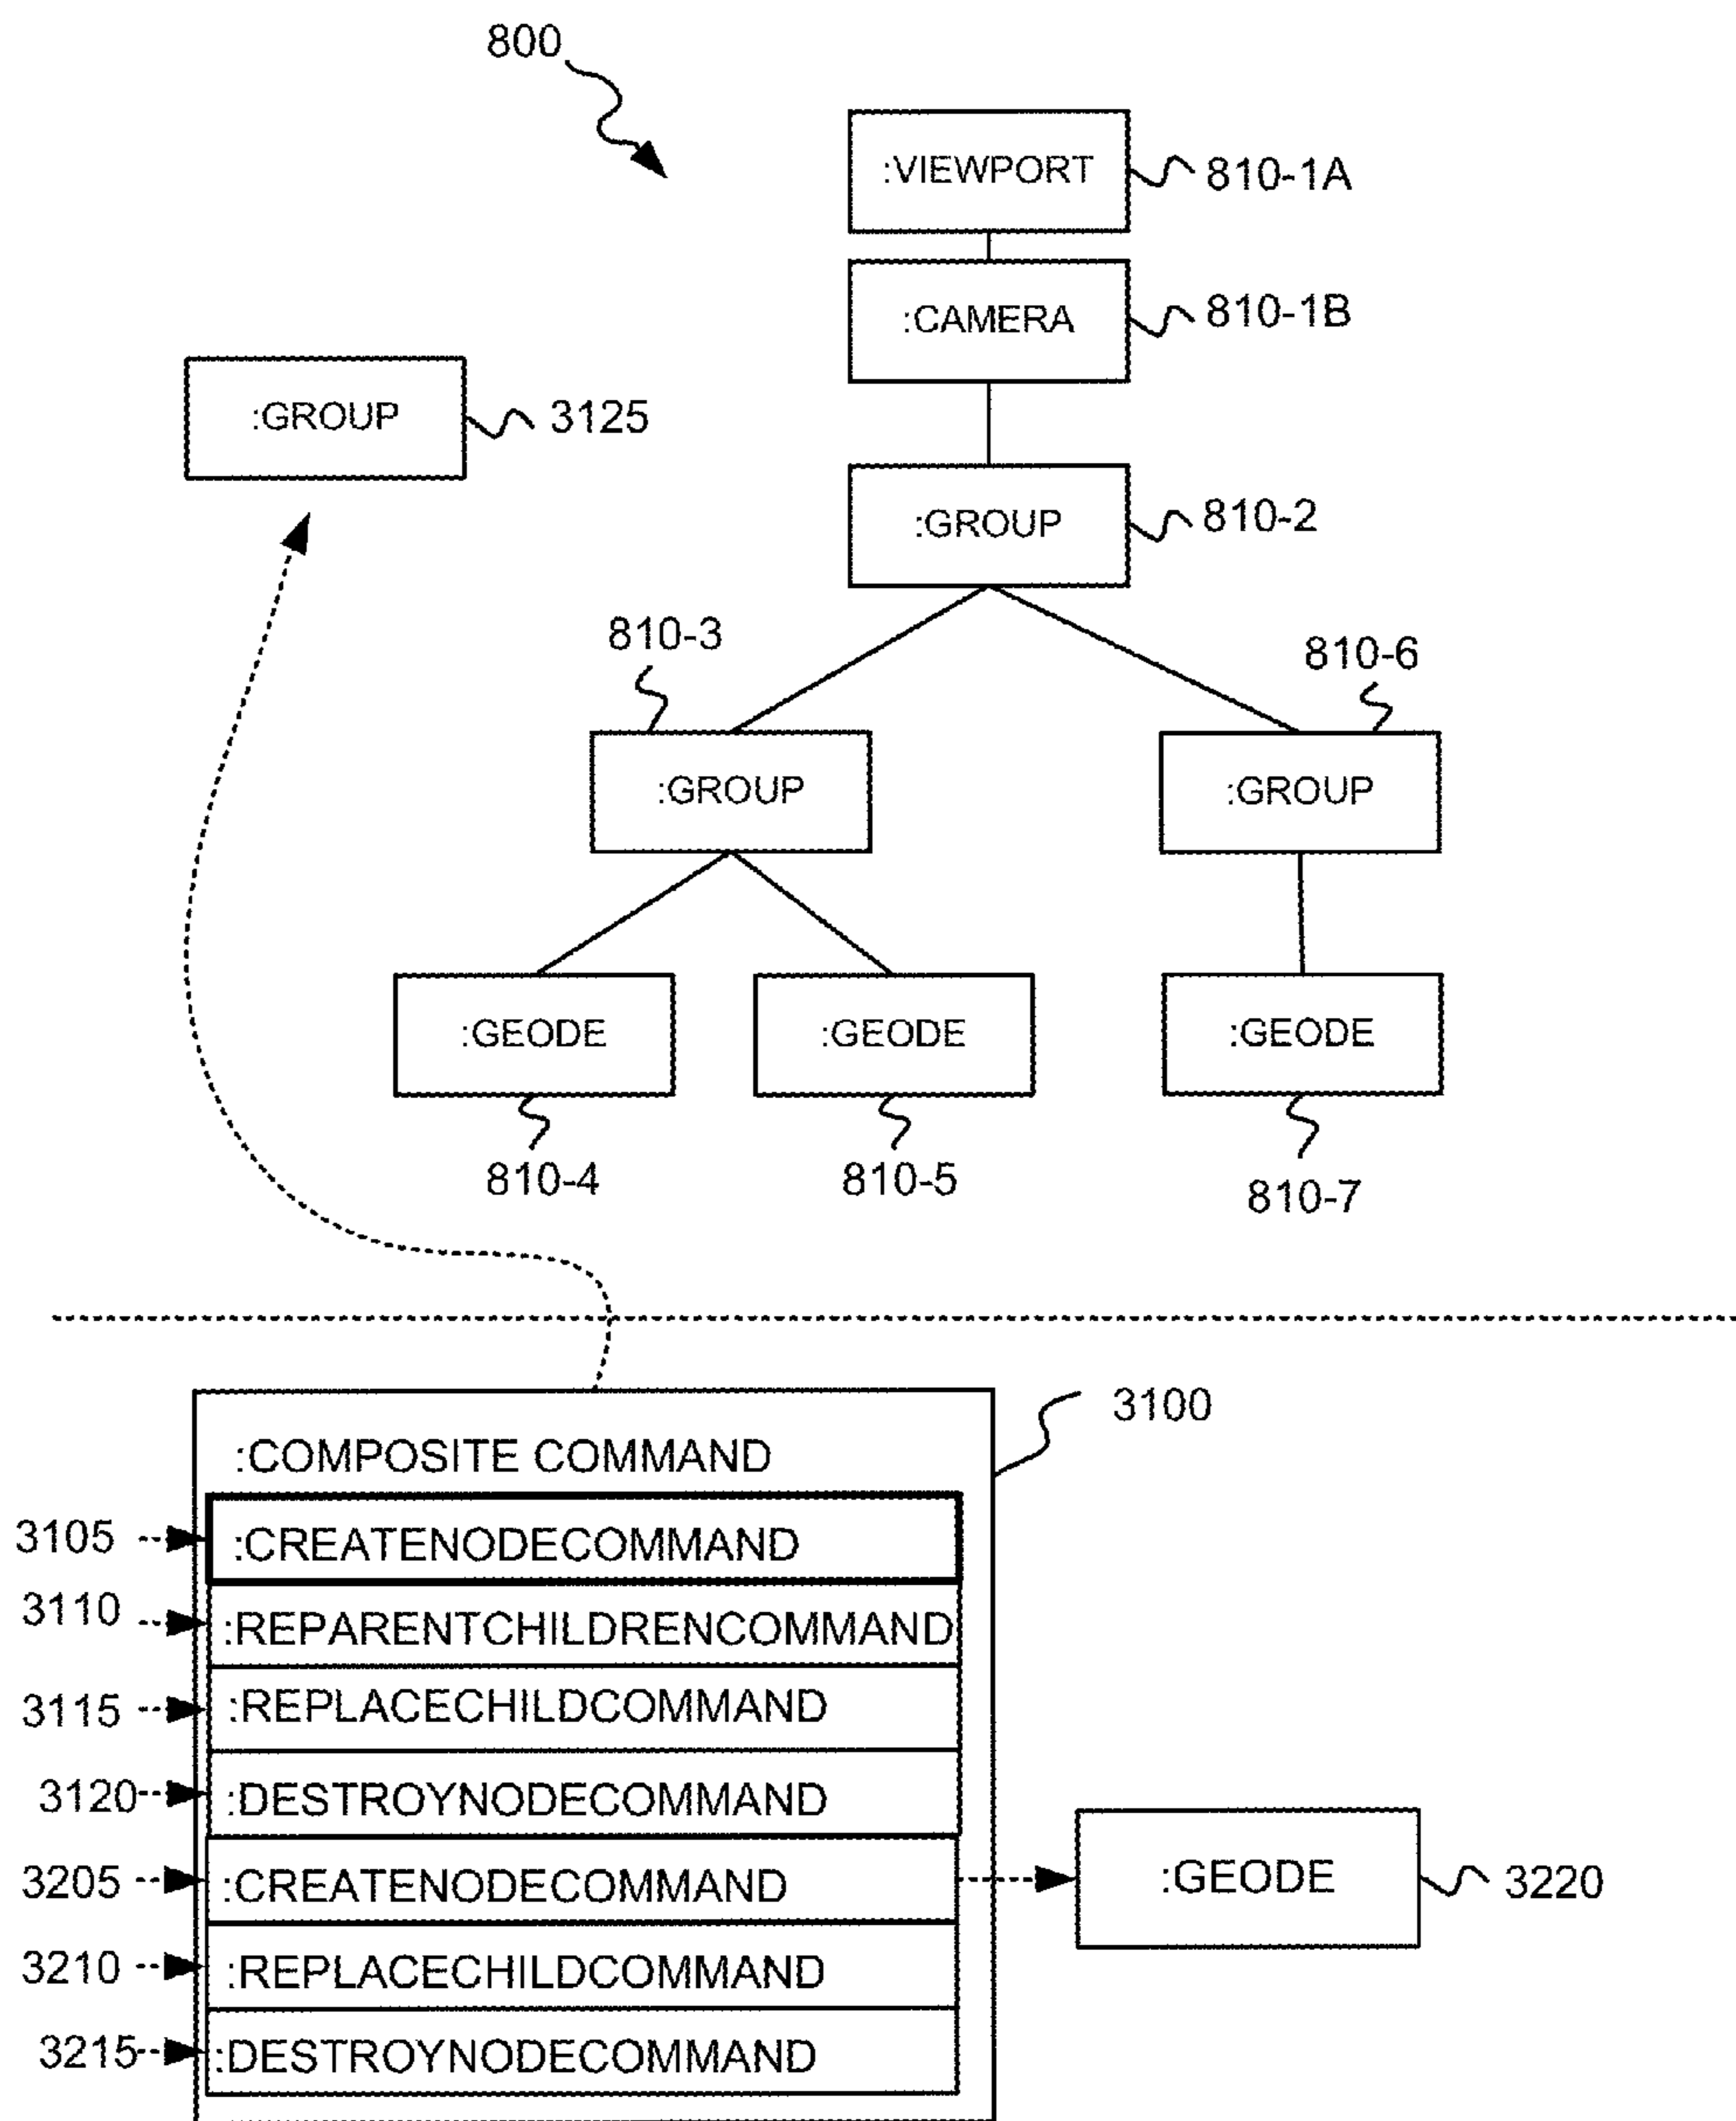 800
:VIEWPORT
810-1A
:CAMERA
810-1B
:GROUP
3125
:GROUP
810-2
810-3
810-6
:GROUP
:GROUP
:GEODE
:GEODE
:GEODE
810-4
810-5
810-7
3100
:COMPOSITE COMMAND
3105
:CREATENODECOMMAND
3110
:REPARENTCHILDRENCOMMAND
3115
:REPLACECHILDCOMMAND
3120
:DESTROYNODECOMMAND
3205
:CREATENODECOMMAND
:GEODE
3220
3210
:REPLACECHILDCOMMAND
3215
:DESTROYNODECOMMAND